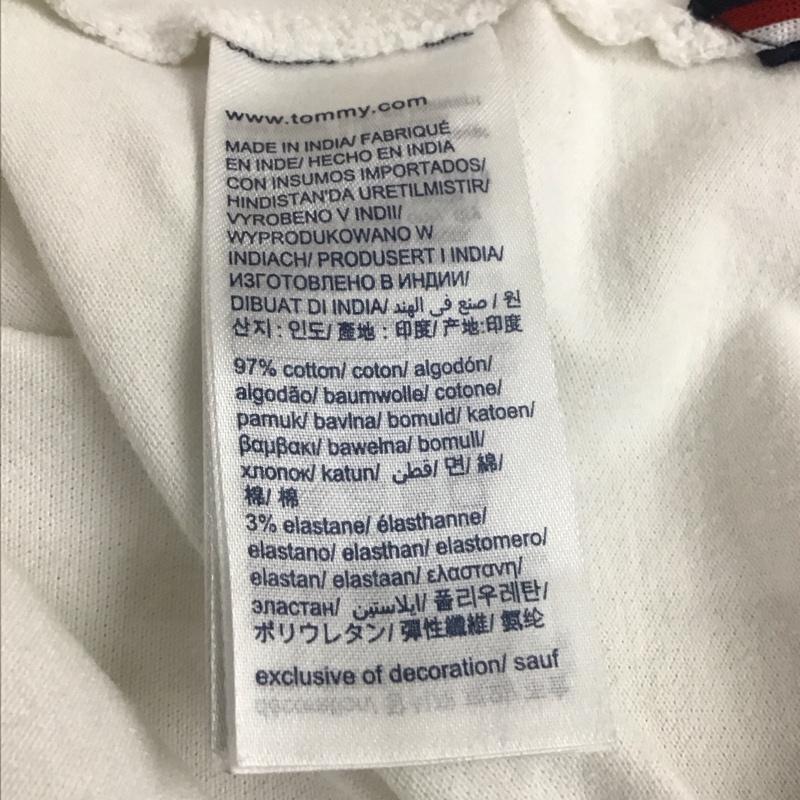 www.tommy.com
MADE IN INDIA/ FABRIQUÉ
EN INDE/ HECHO EN INDIA
CON INSUMOS IMPORTADOS/
HINDISTAN'DA URETILMISTIR/
VYROBENO V INDII/
WYPRODUKOWANO W
INDIACH/ PRODUSERT I INDIA/
ИЗГОТОВЛЕНО В ИНДИИ/
DIBUAT DI INDIA/ صنع في الهند / 원
산지 : 인도/ 產地 : 印度/ 产地:印度
97% cotton/ coton/ algodón/
algodão/ baumwolle/ cotone/
pamuk/ bavlna/ bomuld/ katoen/
βαμβακι/ bawełna/ bomull/
хлопок/ katun/ قطن/ 면/ 綿/
棉/ 棉
3% elastane/ élasthanne/
elastano/ elasthan/ elastomero/
elastan/ elastaan/ ελαστανη/
эластан/ ايلاستين/ 폴리우레탄/
ポリウレタン/ 彈性纖維/ 氨纶
exclusive of decoration/ sauf